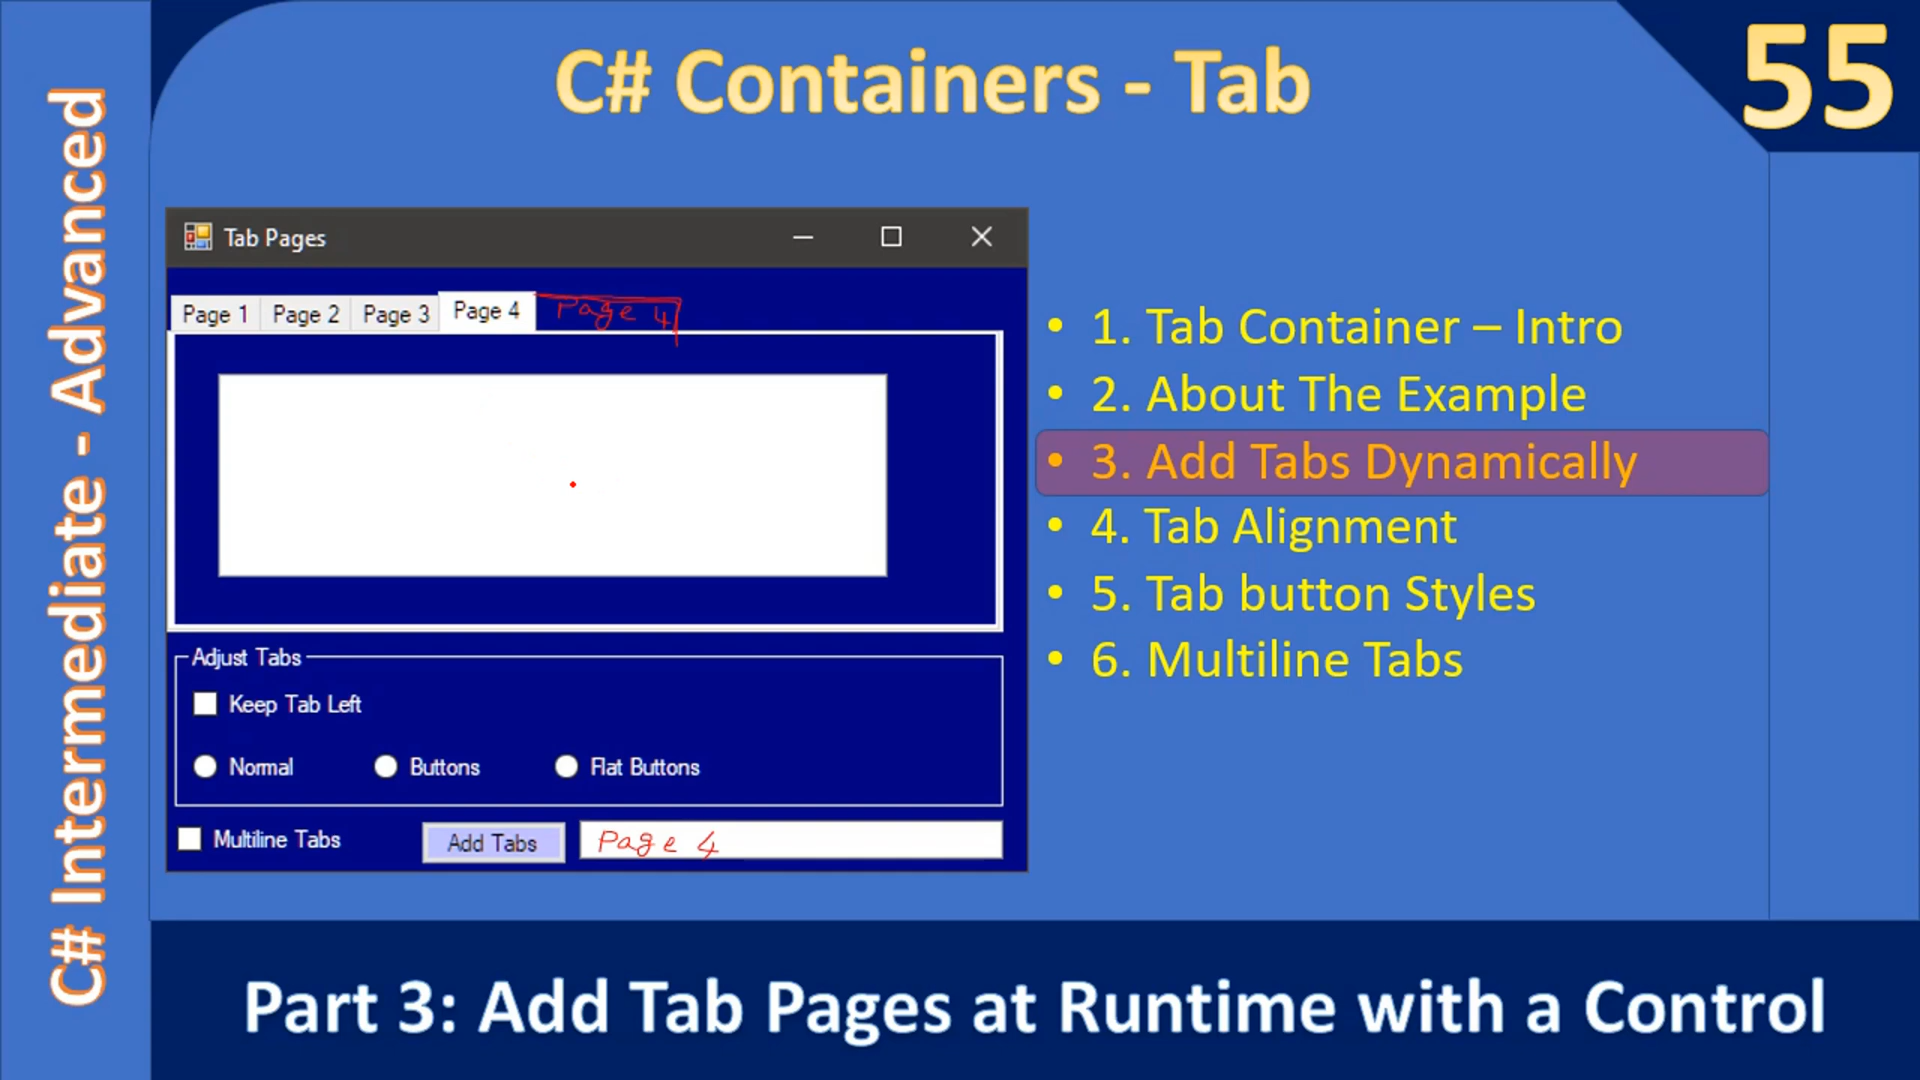 C# Containers - Tab
55
C# Intermediate - Advanced
Tab Pages
Page 1 Page 2 Page 3 Page 4 Page 4
Adjust Tabs
Keep Tab Left
Normal Buttons Flat Buttons
Multiline Tabs Add Tabs Page 4
• 1. Tab Container – Intro
• 2. About The Example
• 3. Add Tabs Dynamically
• 4. Tab Alignment
• 5. Tab button Styles
• 6. Multiline Tabs
Part 3: Add Tab Pages at Runtime with a Control